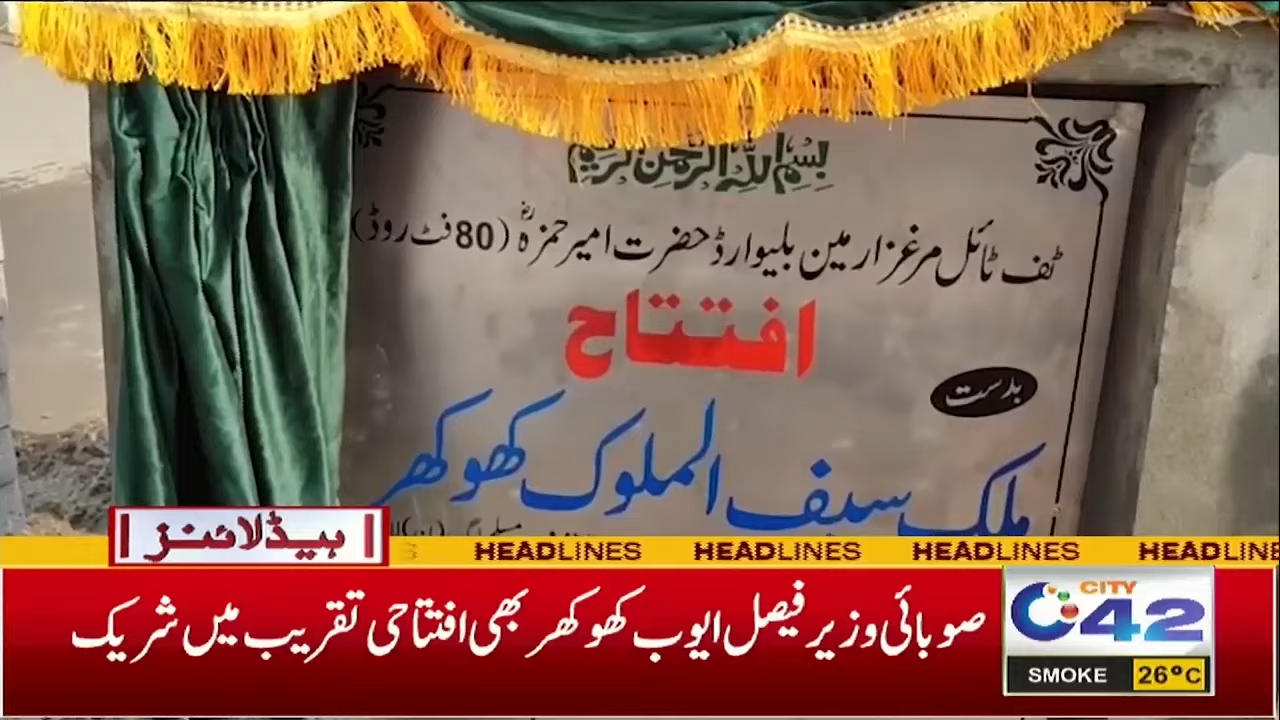 بسم اللہ الرحمن الرحیم
ٹف ٹائل مرغزار مین بلیوارڈ حضرت امیر حمزہؓ (80 فٹ روڈ)
افتتاح
بدست
ملک سیف الملوک کھوکھر
ہیڈلائنز
HEADLINES HEADLINES HEADLINES HEADLINE
صوبائی وزیر فیصل ایوب کھوکھر بھی افتتاحی تقریب میں شریک
CITY
42
SMOKE 26°C